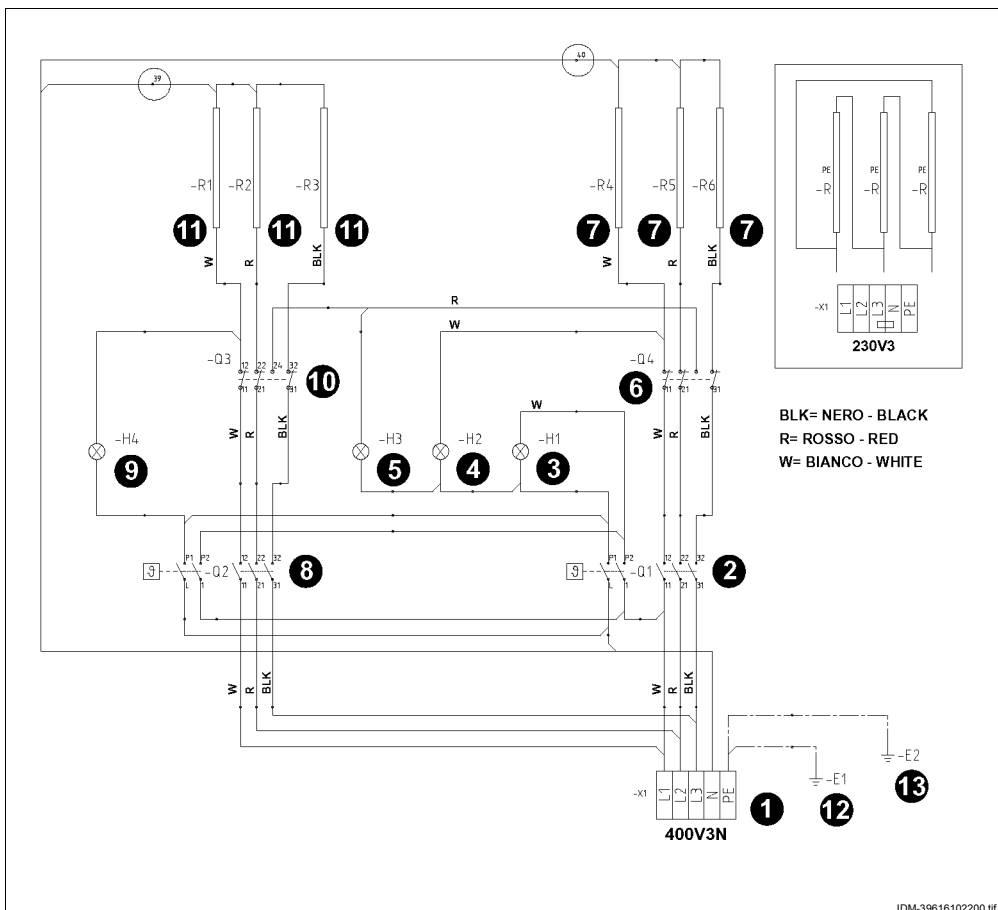 40
39
PE
PE
PE
-R1
-R2
-R3
-R4
-R5
-R6
-R
-R
-R
11
11
11
7
7
7
W
R
BLK
W
R
BLK
-X1
L1
L2
L3
N
PE
230V3
R
W
-Q3
12
22
24
32
11
21
31
10
-Q4
6
11
21
31
BLK= NERO - BLACK
R= ROSSO - RED
W= BIANCO - WHITE
W
W
R
BLK
W
R
BLK
-H4
9
-H3
5
-H2
4
-H1
3
P1
P2
12
22
32
-Q2
8
L
1
11
21
31
P1
P2
12
22
32
-Q1
2
L
1
11
21
31
W
R
BLK
W
R
BLK
-E2
13
-E1
12
-X1
L1
L2
L3
N
PE
1
400V3N
IDM-39616102200.tif